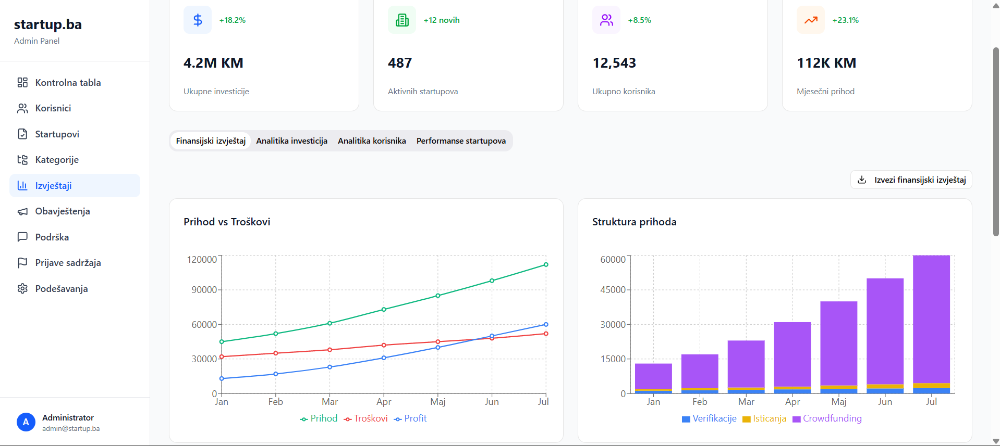 startup.ba
Admin Panel
Kontrolna tabla
Korisnici
Startupovi
Kategorije
Izvještaji
Obavještenja
Podrška
Prijave sadržaja
Podešavanja
A
Administrator
admin@startup.ba
+18.2%
4.2M KM
Ukupne investicije
+12 novih
487
Aktivnih startupova
+8.5%
12,543
Ukupno korisnika
+23.1%
112K KM
Mjesečni prihod
Finansijski izvještaj Analitika investicija Analitika korisnika Performanse startupova
Izvezi finansijski izvještaj
Prihod vs Troškovi
120000
90000
60000
30000
0
Jan Feb Mar Apr Maj Jun Jul
Prihod Troškovi Profit
Struktura prihoda
60000
45000
30000
15000
0
Jan Feb Mar Apr Maj Jun Jul
Verifikacije Isticanja Crowdfunding